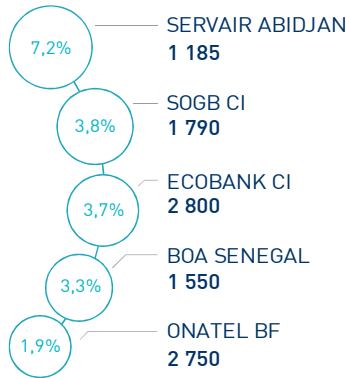 7,2%
SERVAIR ABIDJAN
1 185
3,8%
SOGB CI
1 790
3,7%
ECOBANK CI
2 800
3,3%
BOA SENEGAL
1 550
1,9%
ONATEL BF
2 750